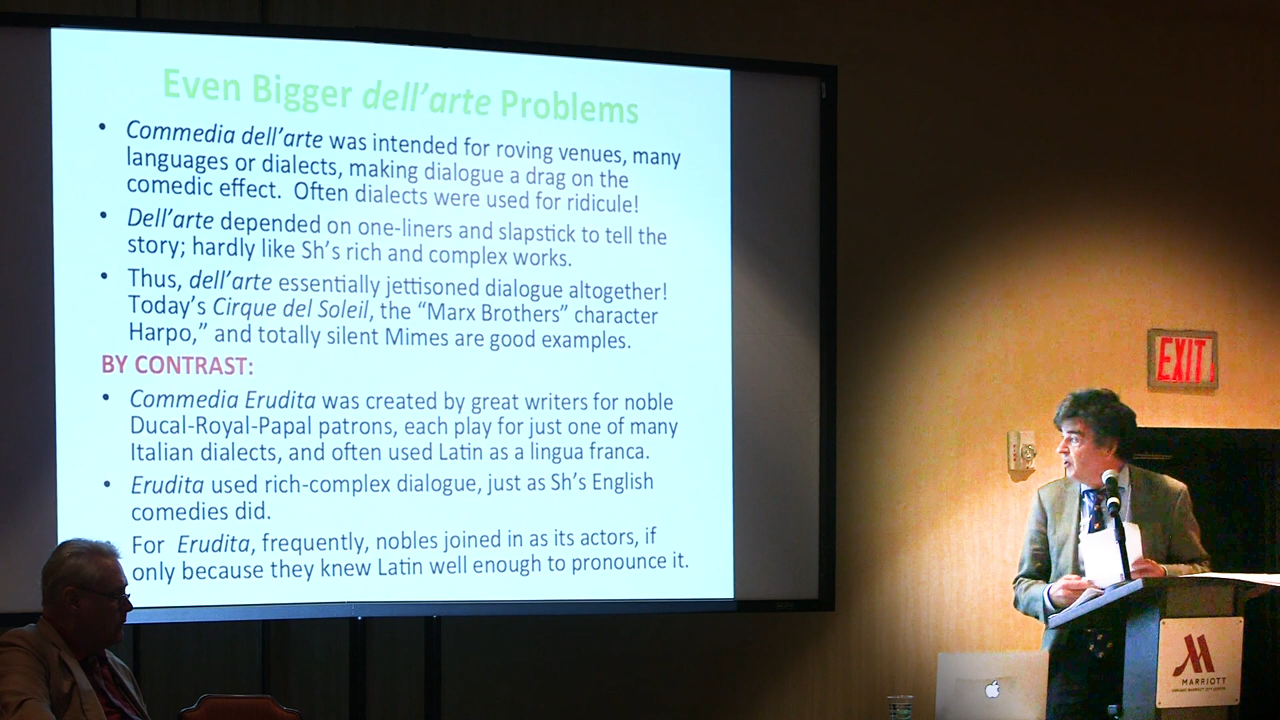 Even Bigger dell'arte Problems
• Commedia dell'arte was intended for roving venues, many
languages or dialects, making dialogue a drag on the
comedic effect. Often dialects were used for ridicule!
• Dell'arte depended on one-liners and slapstick to tell the
story; hardly like Sh's rich and complex works.
• Thus, dell'arte essentially jettisoned dialogue altogether!
Today's Cirque del Soleil, the “Marx Brothers” character
Harpo,” and totally silent Mimes are good examples.
BY CONTRAST:
• Commedia Erudita was created by great writers for noble
Ducal-Royal-Papal patrons, each play for just one of many
Italian dialects, and often used Latin as a lingua franca.
• Erudita used rich-complex dialogue, just as Sh's English
comedies did.
For Erudita, frequently, nobles joined in as its actors, if
only because they knew Latin well enough to pronounce it.
EXIT
MARRIOTT